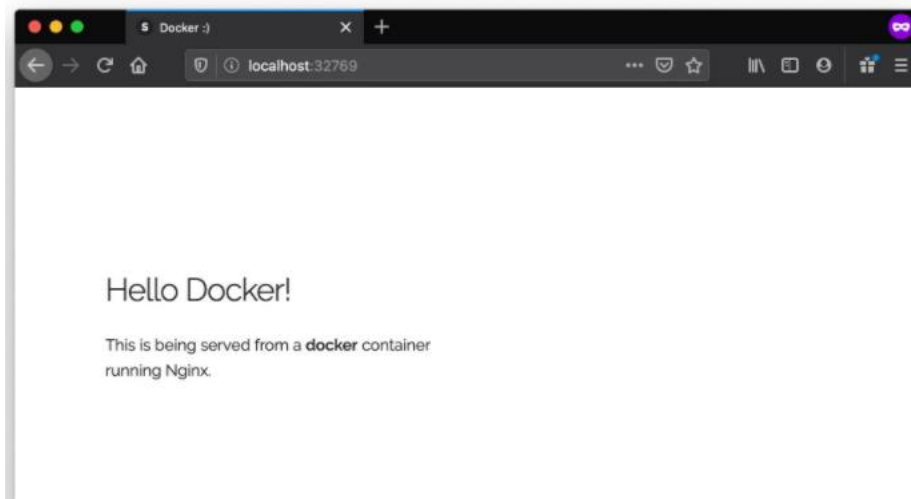 S Docker :)
localhost:32769
Hello Docker!
This is being served from a docker container
running Nginx.